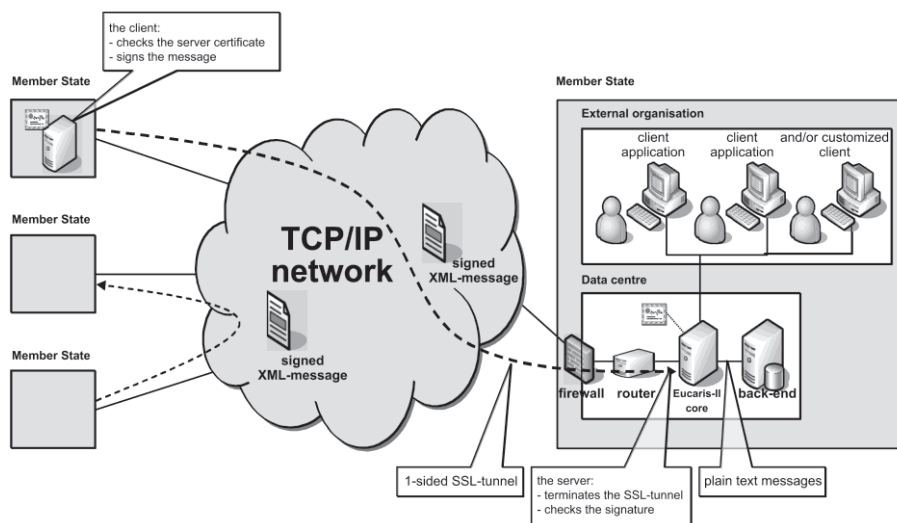 the client:
- checks the server certificate
- signs the message
Member State
Member State
External organisation
client
application
client
application
and/or customized
client
Member State
TCP/IP
network
signed
XML-message
signed
XML-message
Data centre
Member State
firewall
router
Eucaris-II
core
back-end
1-sided SSL-tunnel
the server:
- terminates the SSL-tunnel
- checks the signature
plain text messages